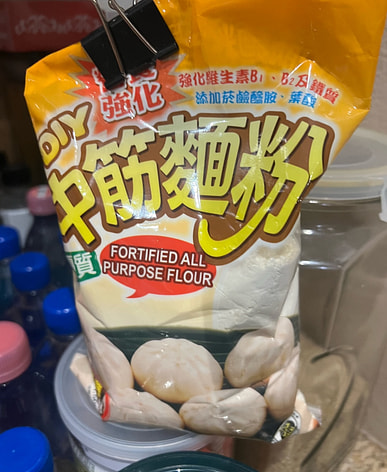 強化
強化維生素B₁、B₂及鐵質
添加菸鹼醯胺、葉酸
DIY
中筋麵粉
質
FORTIFIED ALL
PURPOSE FLOUR